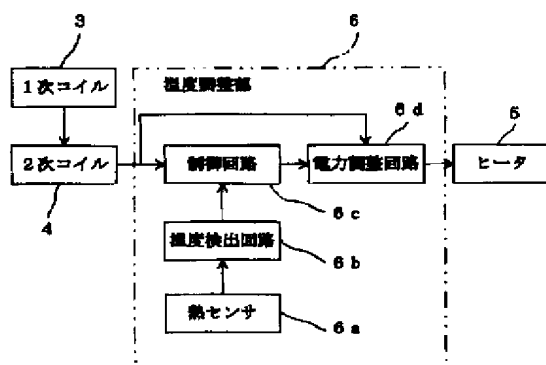 3
6
1次コイル
温度調整部
6d
5
2次コイル
制御回路
電力調整回路
ヒータ
4
6c
温度検出回路
6b
熱センサ
6a